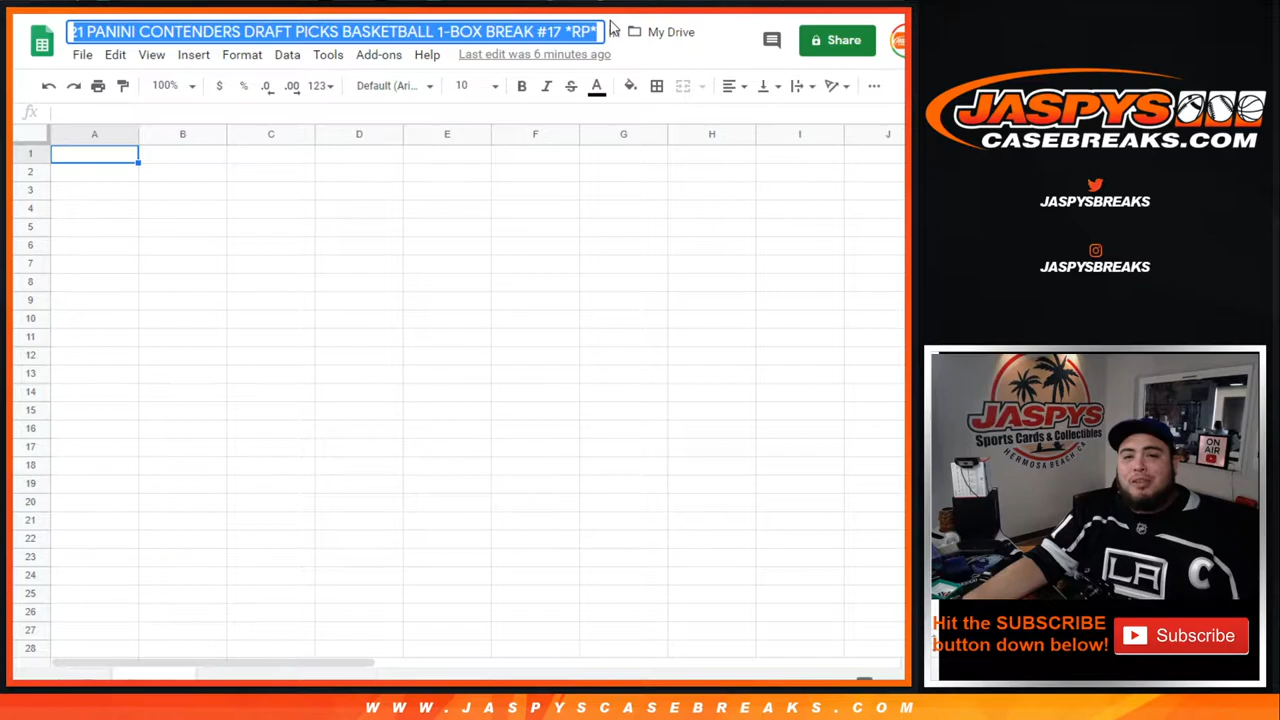 21 PANINI CONTENDERS DRAFT PICKS BASKETBALL 1-BOX BREAK #17 *RP*
My Drive
Share
File Edit View Insert Format Data Tools Add-ons Help Last edit was 6 minutes ago
100% $ % .0 .00 123 Default (Ari... 10 B I S A
fx
A B C D E F G H I J
1
2
3
4
5
6
7
8
9
10
11
12
13
14
15
16
17
18
19
20
21
22
23
24
25
26
27
28
JASPYS
CASEBREAKS.COM
JASPYSBREAKS
JASPYSBREAKS
JASPYS
Sports Cards & Collectibles
HERMOSA BEACH CA
ON
AIR
LA
C
Hit the SUBSCRIBE
button down below!
Subscribe
WWW.JASPYSCASEBREAKS.COM